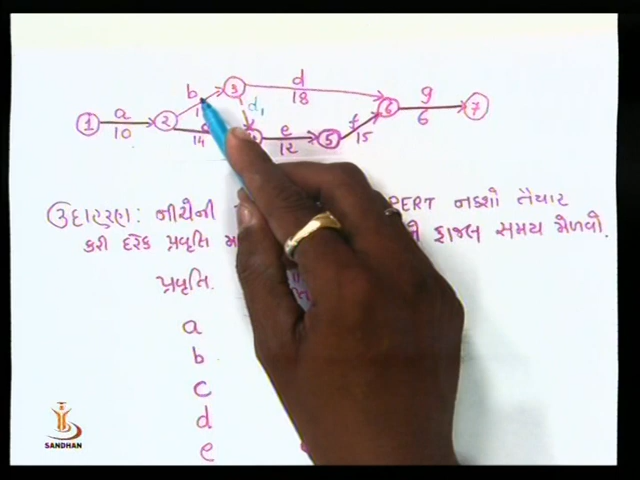 b 3 d
1 a 2 d1 18 6 g 7
10 14 e 5 f 15 6
12
ઉદાહરણ: નીચેની PERT નકશો તૈયાર
કરી દરેક પ્રવૃતિ ફાજલ સમય મેળવો.
પ્રવૃતિ.
a
b
c
d
e
SANDHAN